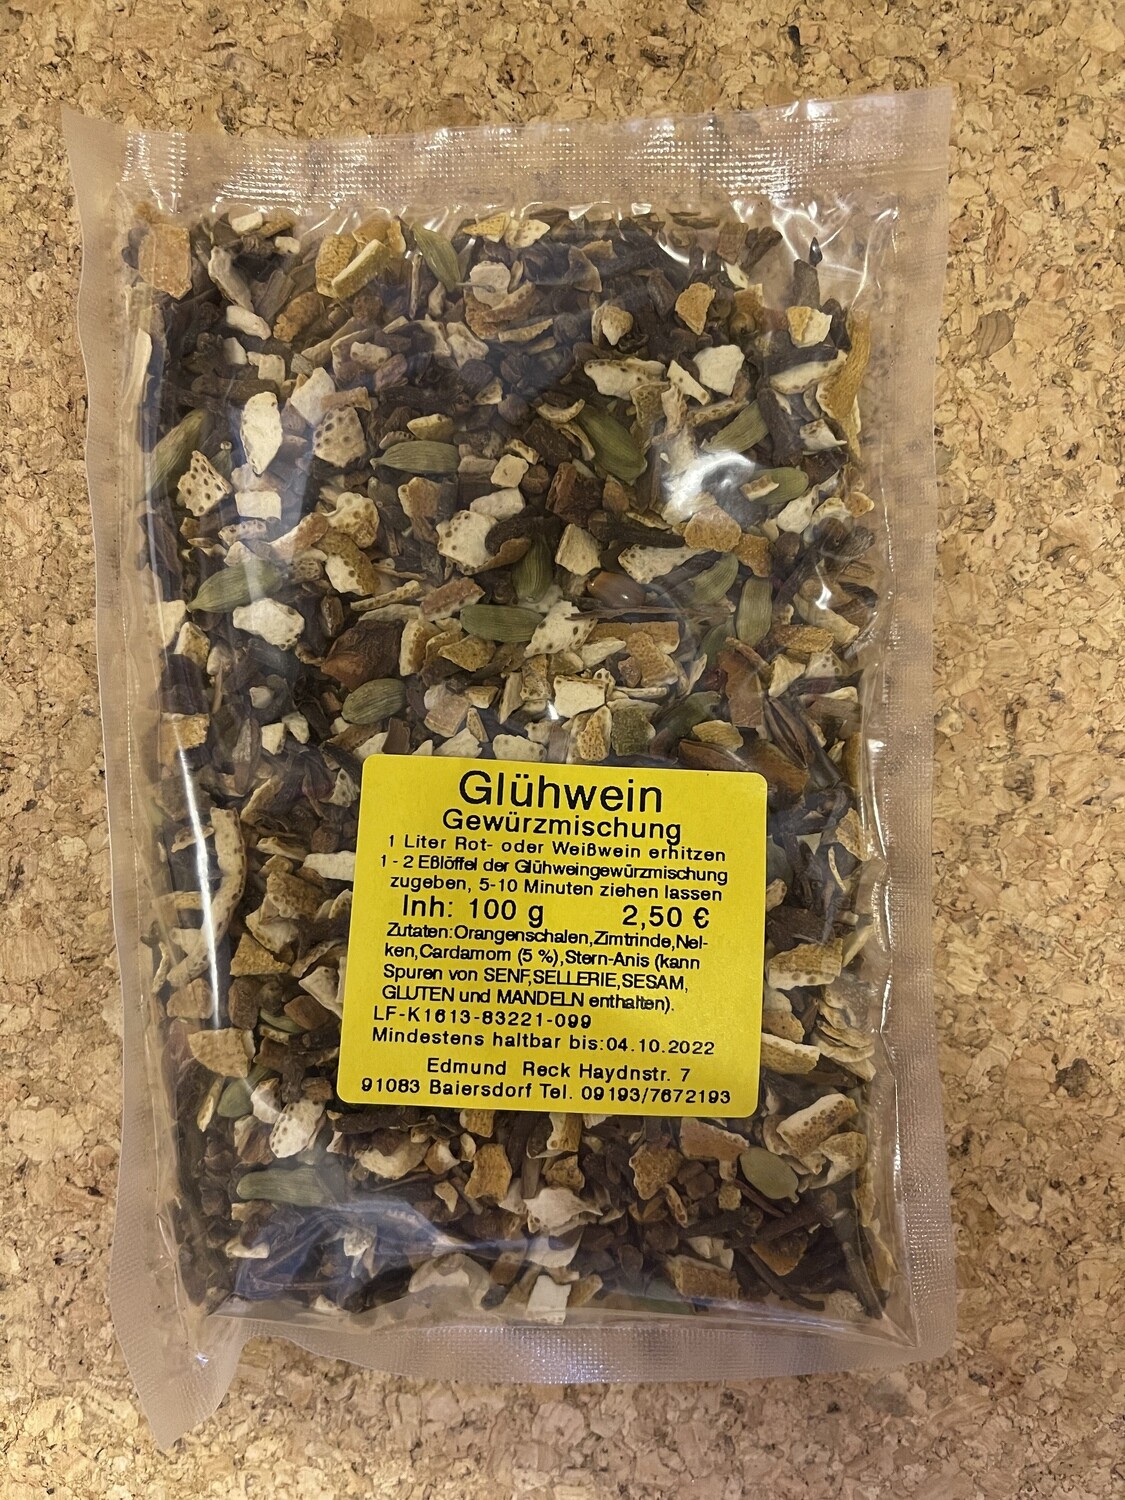 Glühwein
Gewürzmischung
1 Liter Rot- oder Weißwein erhitzen
1 - 2 Eßlöffel der Glühweingewürzmischung
zugeben, 5-10 Minuten ziehen lassen
Inh: 100 g 2,50 €
Zutaten:Orangenschalen,Zimtrinde,Nel-
ken,Cardamom (5 %),Stern-Anis (kann
Spuren von SENF,SELLERIE,SESAM,
GLUTEN und MANDELN enthalten).
LF-K1613-83221-099
Mindestens haltbar bis:04.10.2022
Edmund Reck Haydnstr. 7
91083 Baiersdorf Tel. 09193/7672193